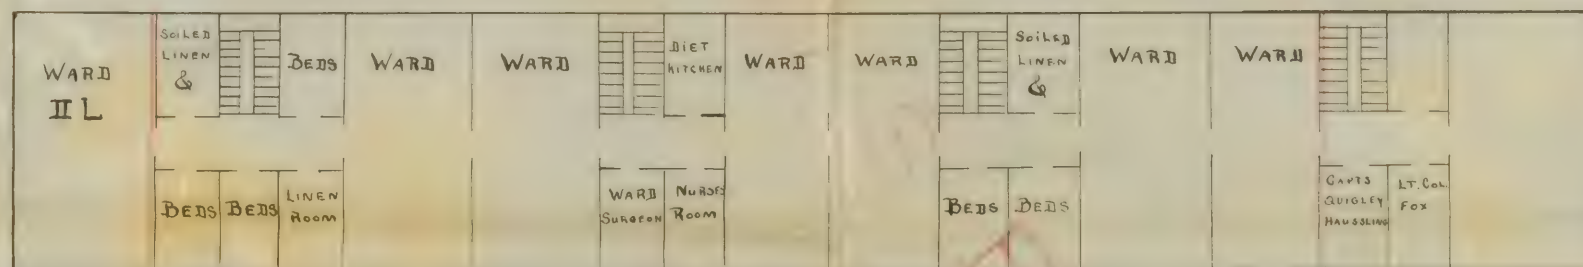 WARD
II L
SOILED
LINEN
&
BEDS
WARD
WARD
DIET
KITCHEN
WARD
WARD
SOILED
LINEN
&
WARD
WARD
BEDS
BEDS
LINEN
ROOM
WARD
SURGEON
NURSES
ROOM
BEDS
BEDS
CAPTS
QUIGLEY
HAUSSLING
LT. COL.
FOX